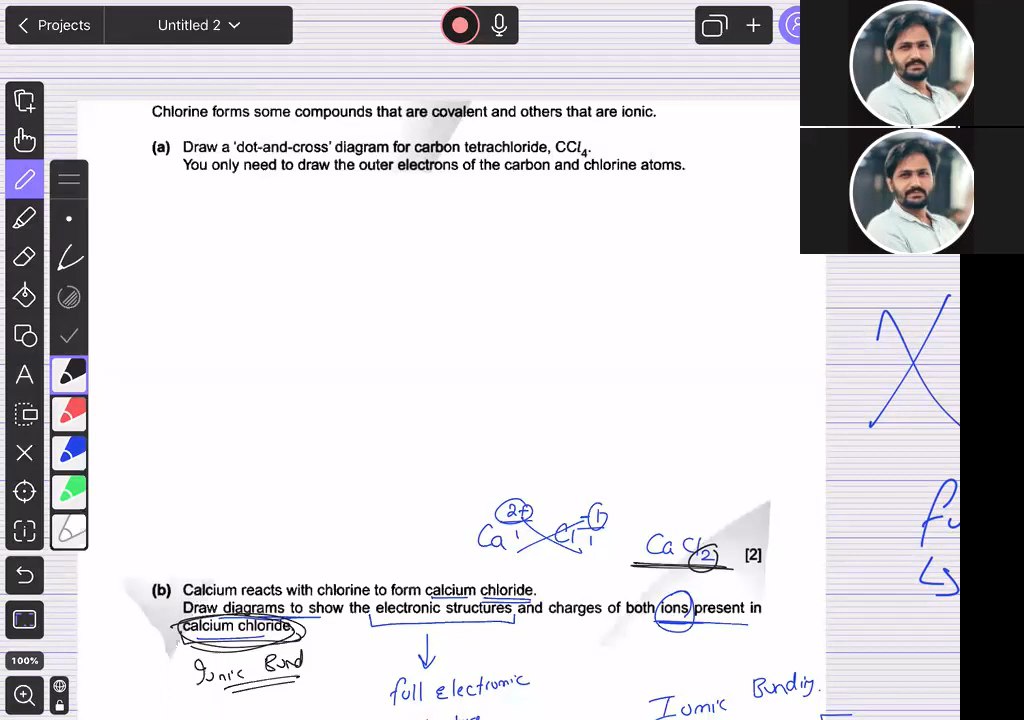 Projects
Untitled 2
Chlorine forms some compounds that are covalent and others that are ionic.
(a) Draw a 'dot-and-cross' diagram for carbon tetrachloride, CCl4.
You only need to draw the outer electrons of the carbon and chlorine atoms.
2+ -1
Ca 1 Cl 1
CaCl2
[2]
(b) Calcium reacts with chlorine to form calcium chloride.
Draw diagrams to show the electronic structures and charges of both ions present in
calcium chloride.
Ionic Bond
full electronic
Ionic Bonding.
fu
100%